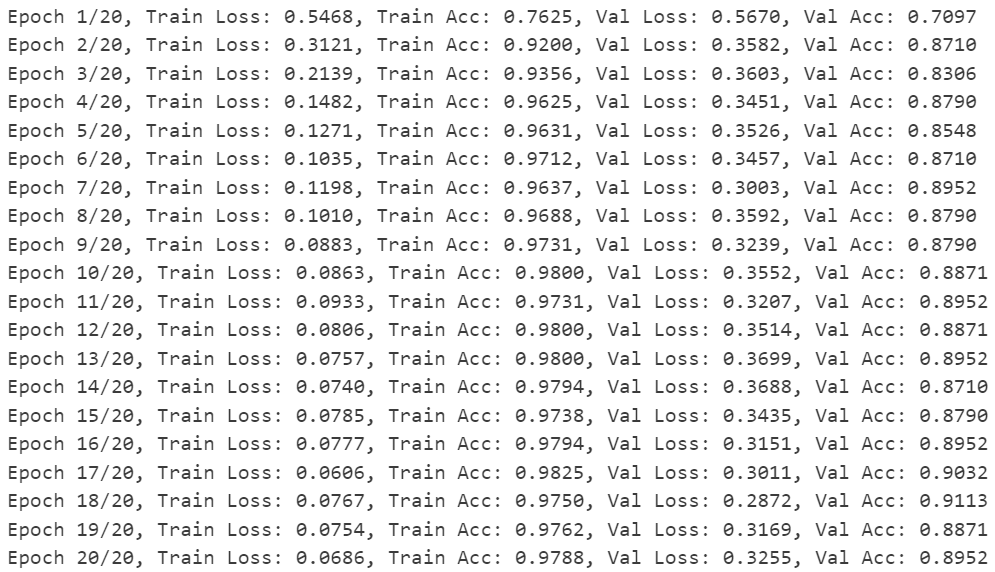 Epoch 1/20, Train Loss: 0.5468, Train Acc: 0.7625, Val Loss: 0.5670, Val Acc: 0.7097
Epoch 2/20, Train Loss: 0.3121, Train Acc: 0.9200, Val Loss: 0.3582, Val Acc: 0.8710
Epoch 3/20, Train Loss: 0.2139, Train Acc: 0.9356, Val Loss: 0.3603, Val Acc: 0.8306
Epoch 4/20, Train Loss: 0.1482, Train Acc: 0.9625, Val Loss: 0.3451, Val Acc: 0.8790
Epoch 5/20, Train Loss: 0.1271, Train Acc: 0.9631, Val Loss: 0.3526, Val Acc: 0.8548
Epoch 6/20, Train Loss: 0.1035, Train Acc: 0.9712, Val Loss: 0.3457, Val Acc: 0.8710
Epoch 7/20, Train Loss: 0.1198, Train Acc: 0.9637, Val Loss: 0.3003, Val Acc: 0.8952
Epoch 8/20, Train Loss: 0.1010, Train Acc: 0.9688, Val Loss: 0.3592, Val Acc: 0.8790
Epoch 9/20, Train Loss: 0.0883, Train Acc: 0.9731, Val Loss: 0.3239, Val Acc: 0.8790
Epoch 10/20, Train Loss: 0.0863, Train Acc: 0.9800, Val Loss: 0.3552, Val Acc: 0.8871
Epoch 11/20, Train Loss: 0.0933, Train Acc: 0.9731, Val Loss: 0.3207, Val Acc: 0.8952
Epoch 12/20, Train Loss: 0.0806, Train Acc: 0.9800, Val Loss: 0.3514, Val Acc: 0.8871
Epoch 13/20, Train Loss: 0.0757, Train Acc: 0.9800, Val Loss: 0.3699, Val Acc: 0.8952
Epoch 14/20, Train Loss: 0.0740, Train Acc: 0.9794, Val Loss: 0.3688, Val Acc: 0.8710
Epoch 15/20, Train Loss: 0.0785, Train Acc: 0.9738, Val Loss: 0.3435, Val Acc: 0.8790
Epoch 16/20, Train Loss: 0.0777, Train Acc: 0.9794, Val Loss: 0.3151, Val Acc: 0.8952
Epoch 17/20, Train Loss: 0.0606, Train Acc: 0.9825, Val Loss: 0.3011, Val Acc: 0.9032
Epoch 18/20, Train Loss: 0.0767, Train Acc: 0.9750, Val Loss: 0.2872, Val Acc: 0.9113
Epoch 19/20, Train Loss: 0.0754, Train Acc: 0.9762, Val Loss: 0.3169, Val Acc: 0.8871
Epoch 20/20, Train Loss: 0.0686, Train Acc: 0.9788, Val Loss: 0.3255, Val Acc: 0.8952